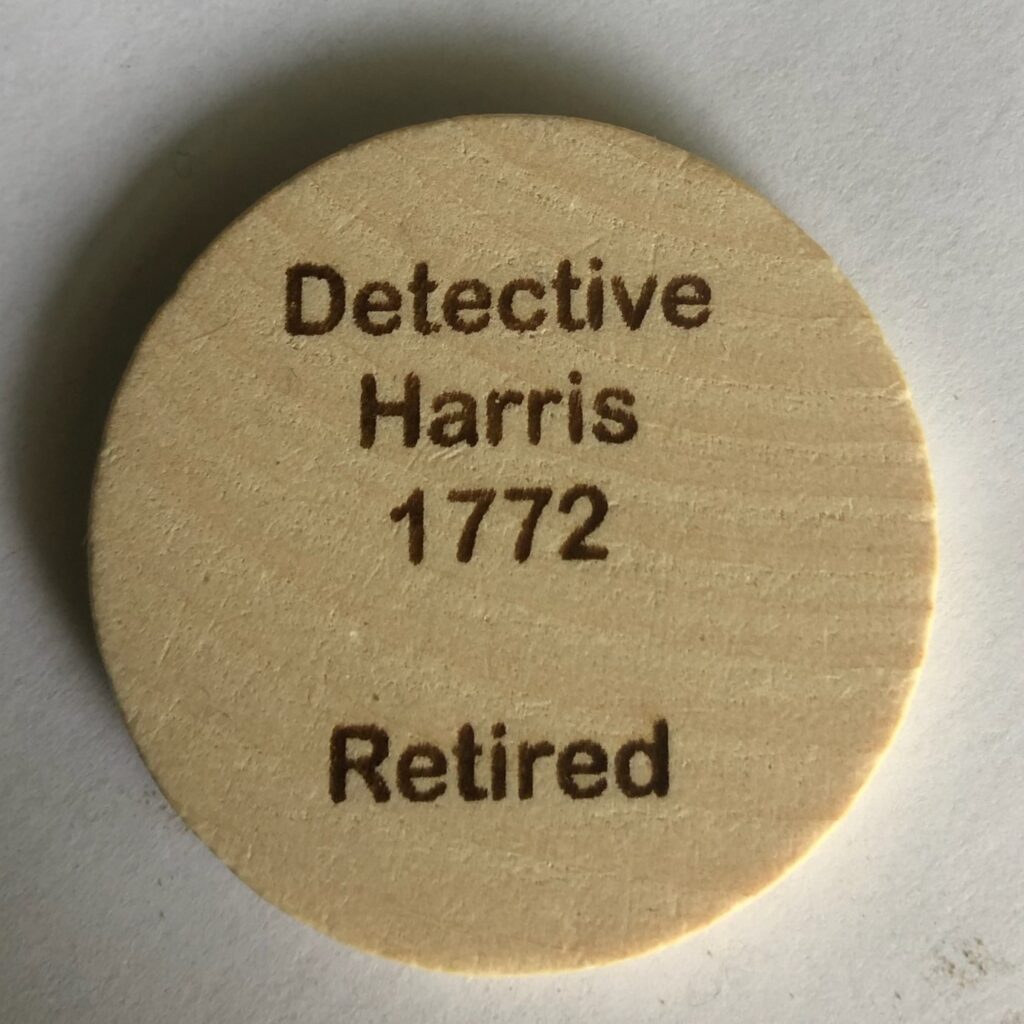 Detective
Harris
1772
Retired